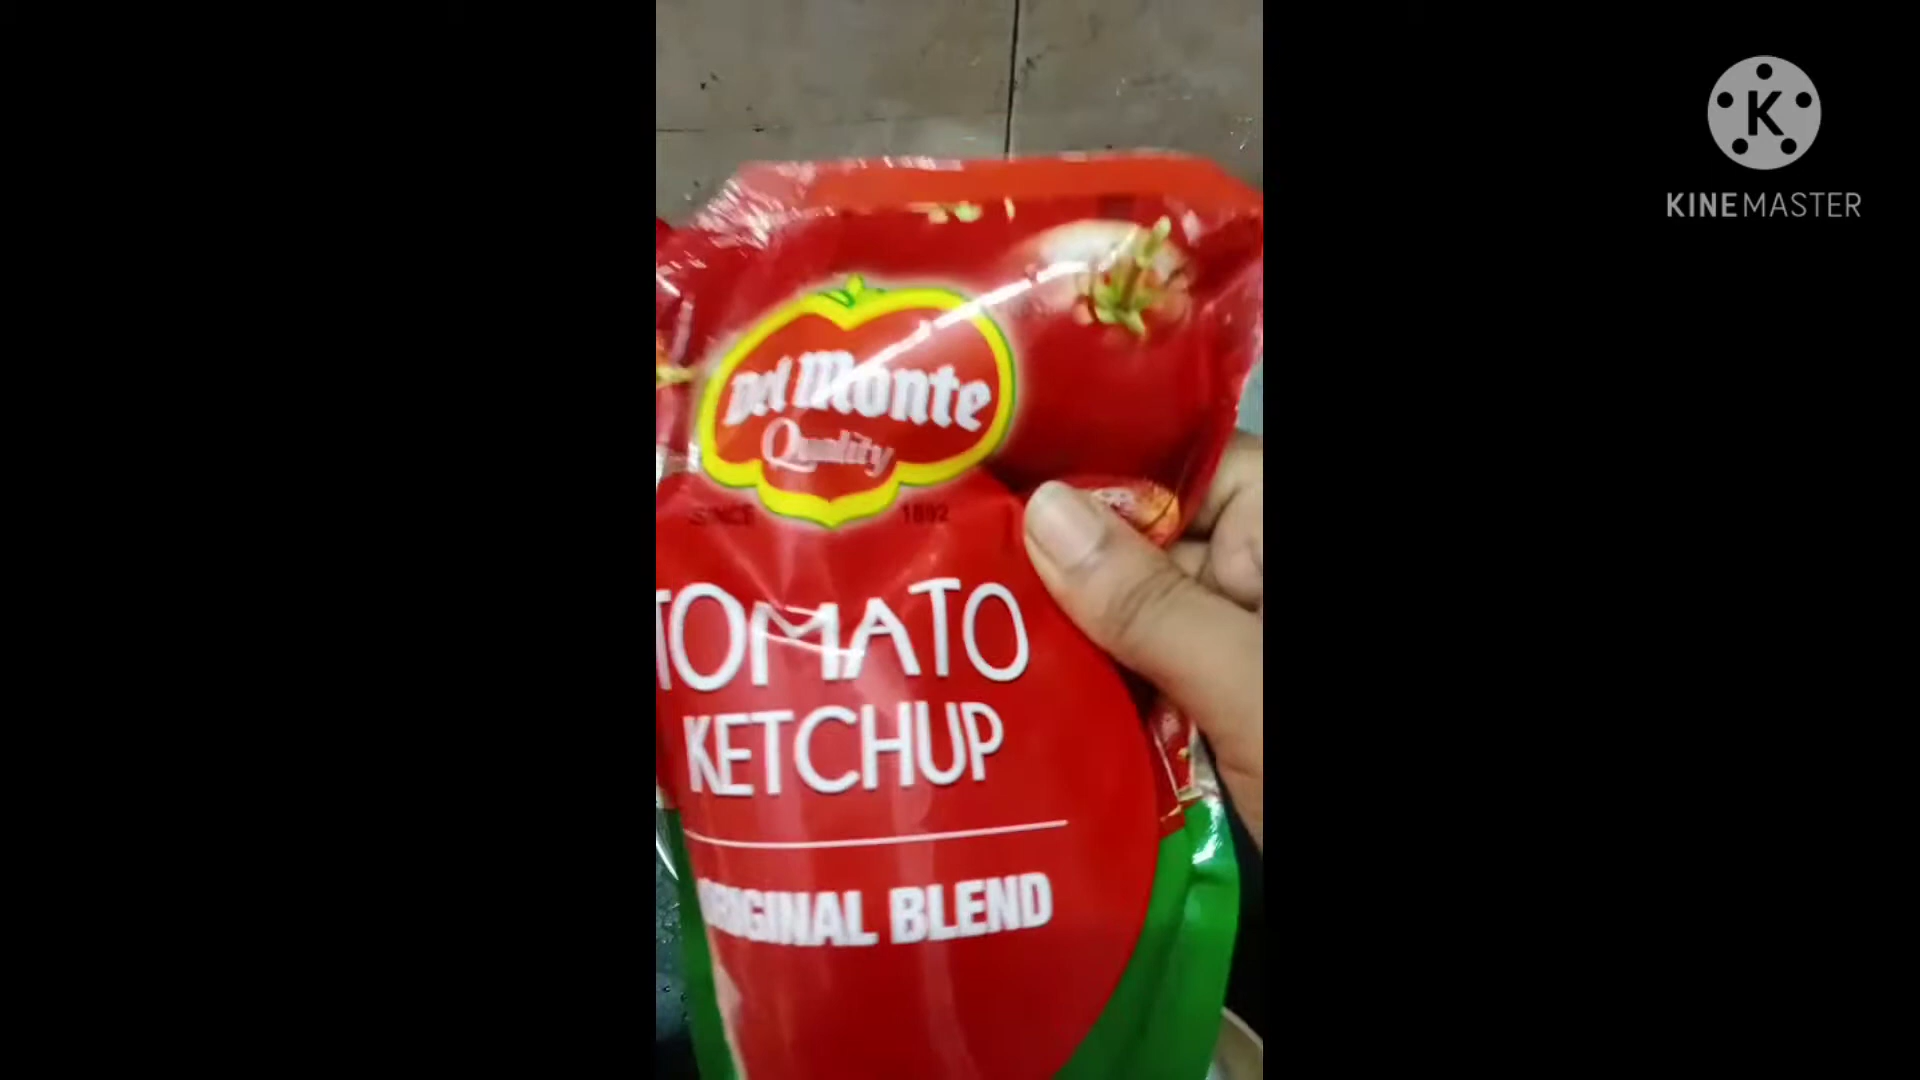 K
KINEMASTER
Del Monte
Quality
SINCE 1892
TOMATO
KETCHUP
ORIGINAL BLEND